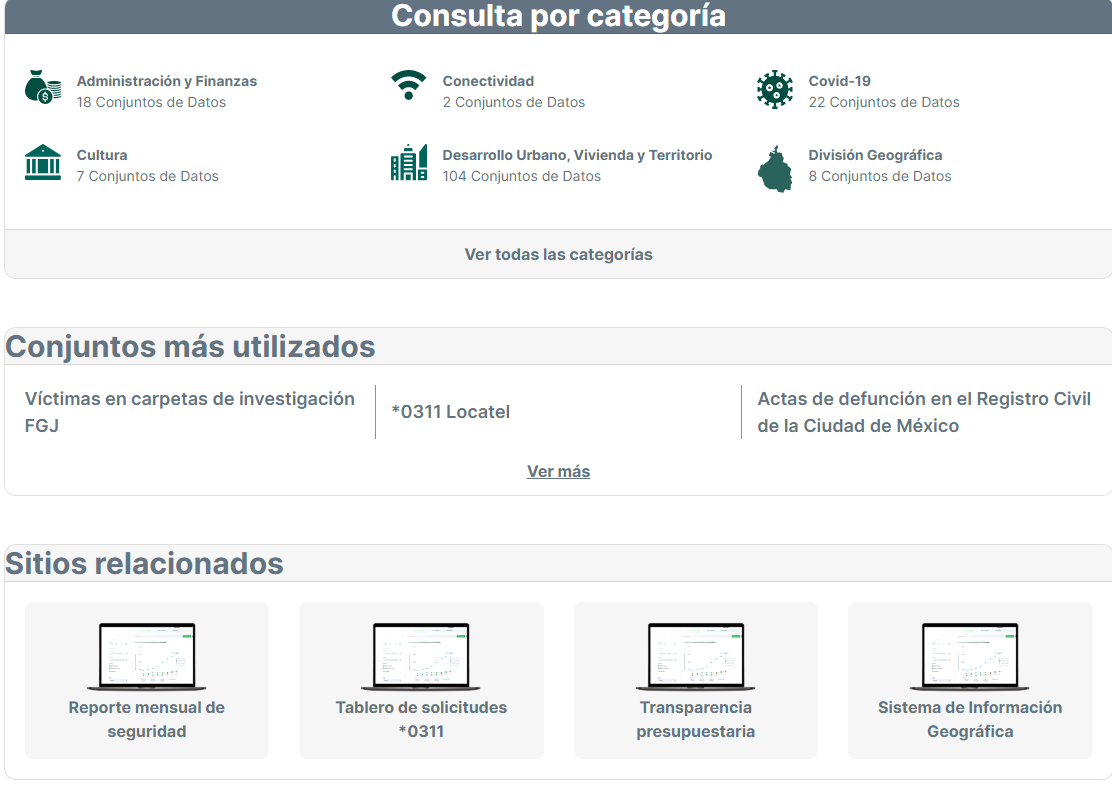 Consulta por categoría
Administración y Finanzas
18 Conjuntos de Datos
Conectividad
2 Conjuntos de Datos
Covid-19
22 Conjuntos de Datos
Cultura
7 Conjuntos de Datos
Desarrollo Urbano, Vivienda y Territorio
104 Conjuntos de Datos
División Geográfica
8 Conjuntos de Datos
Ver todas las categorías
Conjuntos más utilizados
Víctimas en carpetas de investigación
FGJ
*0311 Locatel
Actas de defunción en el Registro Civil
de la Ciudad de México
Ver más
Sitios relacionados
Reporte mensual de
seguridad
Tablero de solicitudes
*0311
Transparencia
presupuestaria
Sistema de Información
Geográfica